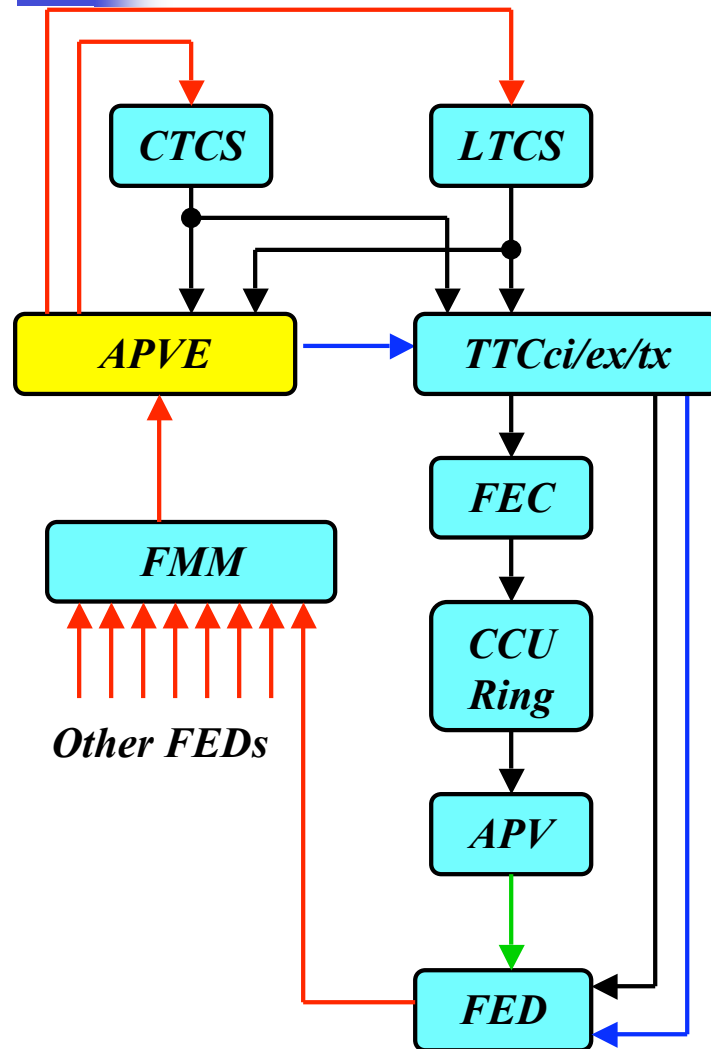 CTCS
LTCS
APVE
TTCci/ex/tx
FEC
FMM
CCU
Ring
Other FEDs
APV
FED